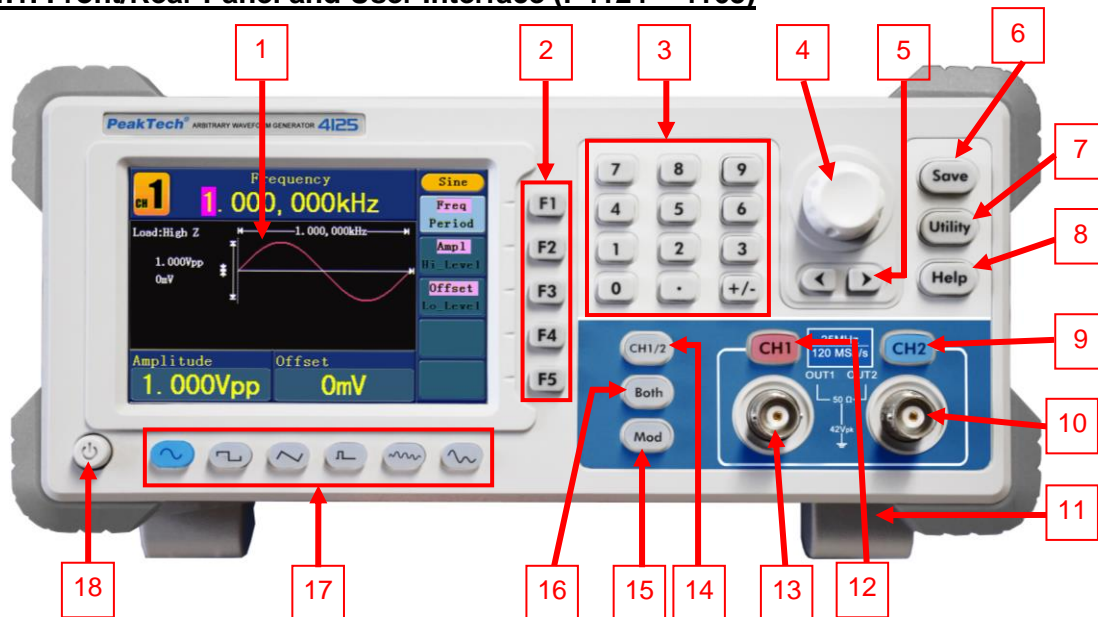 1 2 3 4 5 6
PeakTech® ARBITRARY WAVEFORM GENERATOR 4125
CH 1
Frequency
1.000,000kHz
Sine
Freq
Period
Load:High Z
1.000,000kHz
1.000Vpp
0mV
Ampl
Hi_Level
Offset
Lo_Level
Amplitude
1.000Vpp
Offset
0mV
F1
F2
F3
F4
F5
7 8 9
4 5 6
1 2 3
0 . +/-
< >
Save
Utility
Help
7
8
9
10
11
CH1/2
Both
Mod
CH1
120 MS/s
CH2
OUT1 OUT2
50 Ω
42Vpk
18 17 16 15 14 13 12